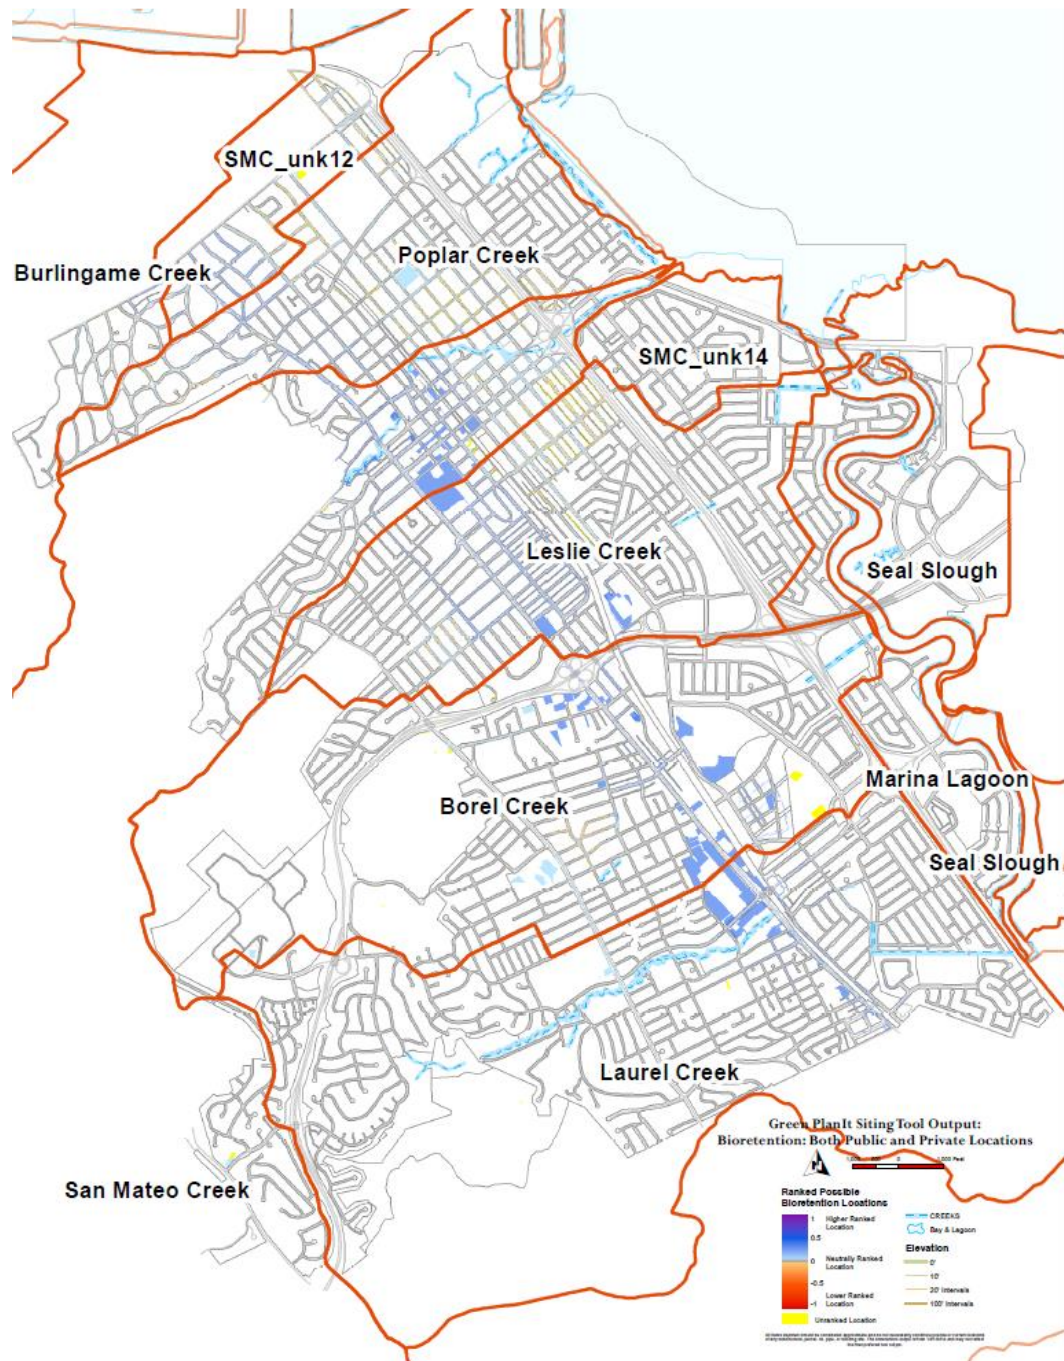 SMC_unk12
Poplar Creek
Burlingame Creek
SMC_unk14
Leslie Creek
Seal Slough
Marina Lagoon
Borel Creek
Seal Slough
Laurel Creek
San Mateo Creek
Green PlanIt Siting Tool Output:
Bioretention: Both Public and Private Locations
Ranked Possible
Bioretention Locations
1 Higher Ranked
Location
0.5
0 Neutrally Ranked
Location
-0.5
Lower Ranked
-1 Location
Unranked Location
CREEKS
Bay & Lagoon
Elevation
0'
10'
20' Intervals
100' Intervals